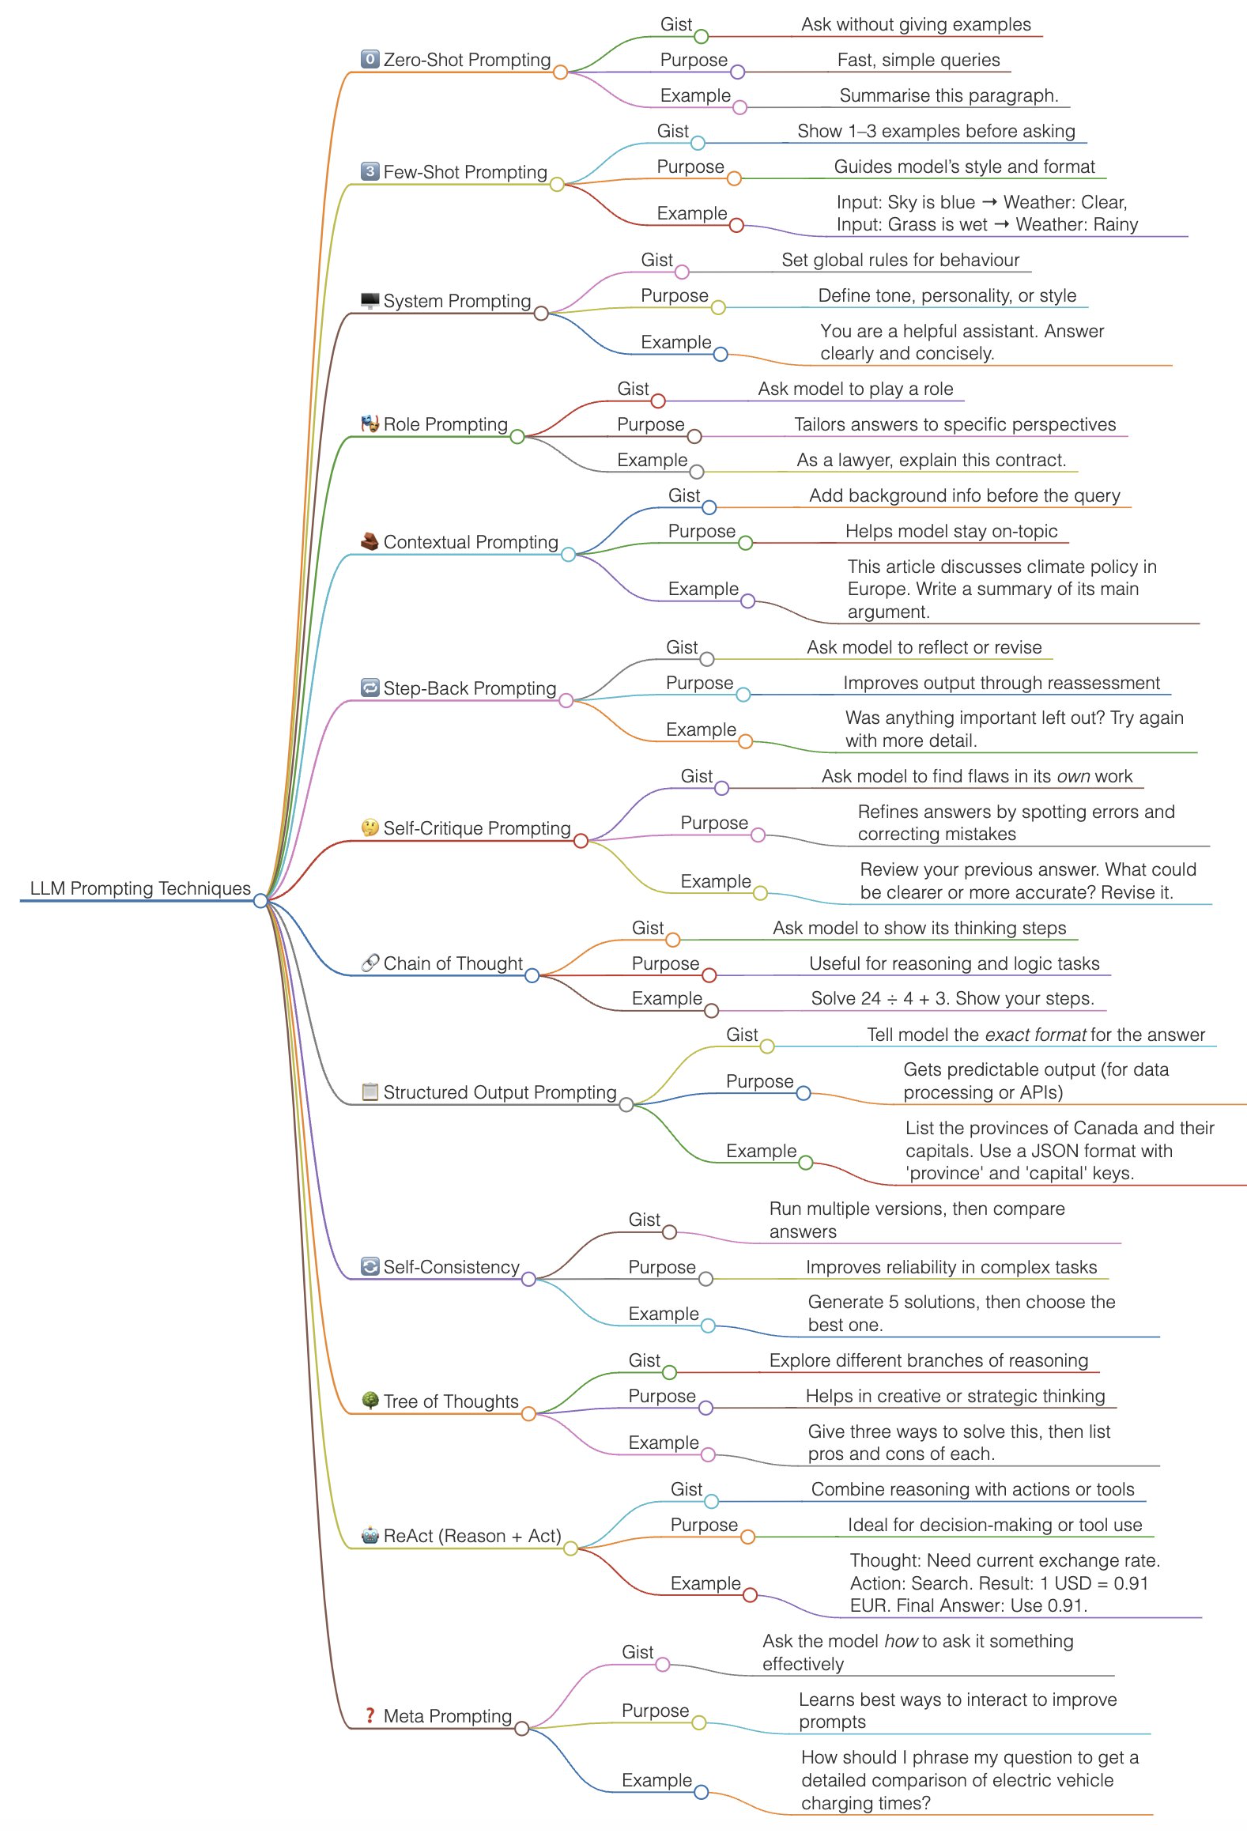 LLM Prompting Techniques
Zero-Shot Prompting
Gist
Ask without giving examples
Purpose
Fast, simple queries
Example
Summarise this paragraph.
Few-Shot Prompting
Gist
Show 1–3 examples before asking
Purpose
Guides model's style and format
Example
Input: Sky is blue → Weather: Clear,
Input: Grass is wet → Weather: Rainy
System Prompting
Gist
Set global rules for behaviour
Purpose
Define tone, personality, or style
Example
You are a helpful assistant. Answer
clearly and concisely.
Role Prompting
Gist
Ask model to play a role
Purpose
Tailors answers to specific perspectives
Example
As a lawyer, explain this contract.
Contextual Prompting
Gist
Add background info before the query
Purpose
Helps model stay on-topic
Example
This article discusses climate policy in
Europe. Write a summary of its main
argument.
Step-Back Prompting
Gist
Ask model to reflect or revise
Purpose
Improves output through reassessment
Example
Was anything important left out? Try again
with more detail.
Self-Critique Prompting
Gist
Ask model to find flaws in its own work
Purpose
Refines answers by spotting errors and
correcting mistakes
Example
Review your previous answer. What could
be clearer or more accurate? Revise it.
Chain of Thought
Gist
Ask model to show its thinking steps
Purpose
Useful for reasoning and logic tasks
Example
Solve 24 ÷ 4 + 3. Show your steps.
Structured Output Prompting
Gist
Tell model the exact format for the answer
Purpose
Gets predictable output (for data
processing or APIs)
Example
List the provinces of Canada and their
capitals. Use a JSON format with
'province' and 'capital' keys.
Self-Consistency
Gist
Run multiple versions, then compare
answers
Purpose
Improves reliability in complex tasks
Example
Generate 5 solutions, then choose the
best one.
Tree of Thoughts
Gist
Explore different branches of reasoning
Purpose
Helps in creative or strategic thinking
Example
Give three ways to solve this, then list
pros and cons of each.
ReAct (Reason + Act)
Gist
Combine reasoning with actions or tools
Purpose
Ideal for decision-making or tool use
Example
Thought: Need current exchange rate.
Action: Search. Result: 1 USD = 0.91
EUR. Final Answer: Use 0.91.
Meta Prompting
Gist
Ask the model how to ask it something
effectively
Purpose
Learns best ways to interact to improve
prompts
Example
How should I phrase my question to get a
detailed comparison of electric vehicle
charging times?